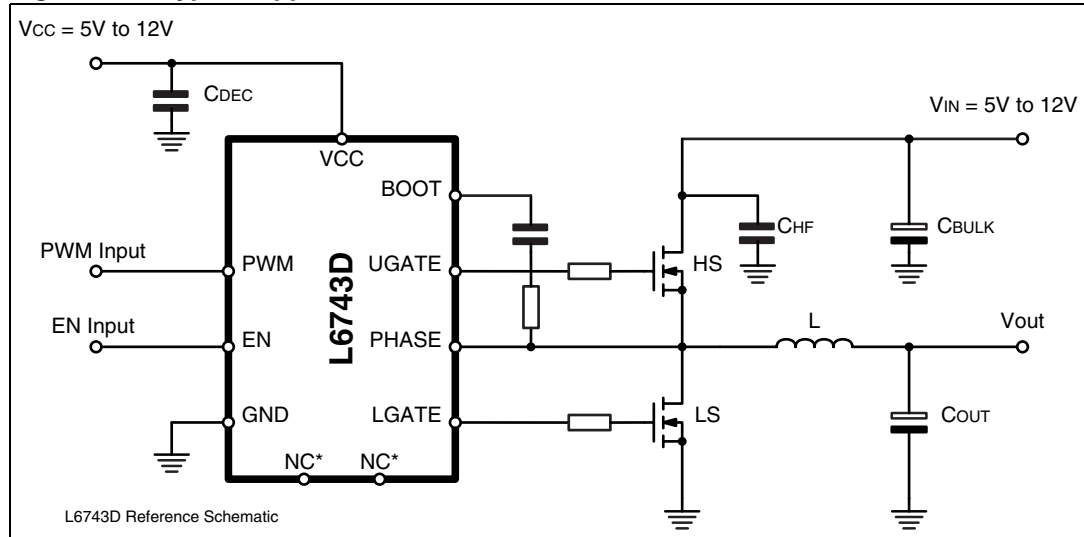 VCC = 5V to 12V
CDEC
VIN = 5V to 12V
VCC
BOOT
CHF
CBULK
PWM Input
PWM
UGATE
HS
L6743D
EN Input
EN
PHASE
L
Vout
GND
LGATE
LS
COUT
NC*
NC*
L6743D Reference Schematic